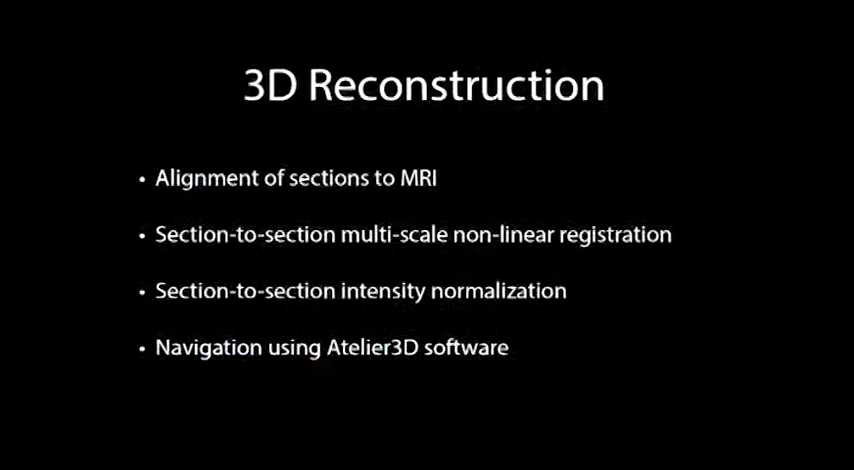 3D Reconstruction
• Alignment of sections to MRI
• Section-to-section multi-scale non-linear registration
• Section-to-section intensity normalization
• Navigation using Atelier3D software